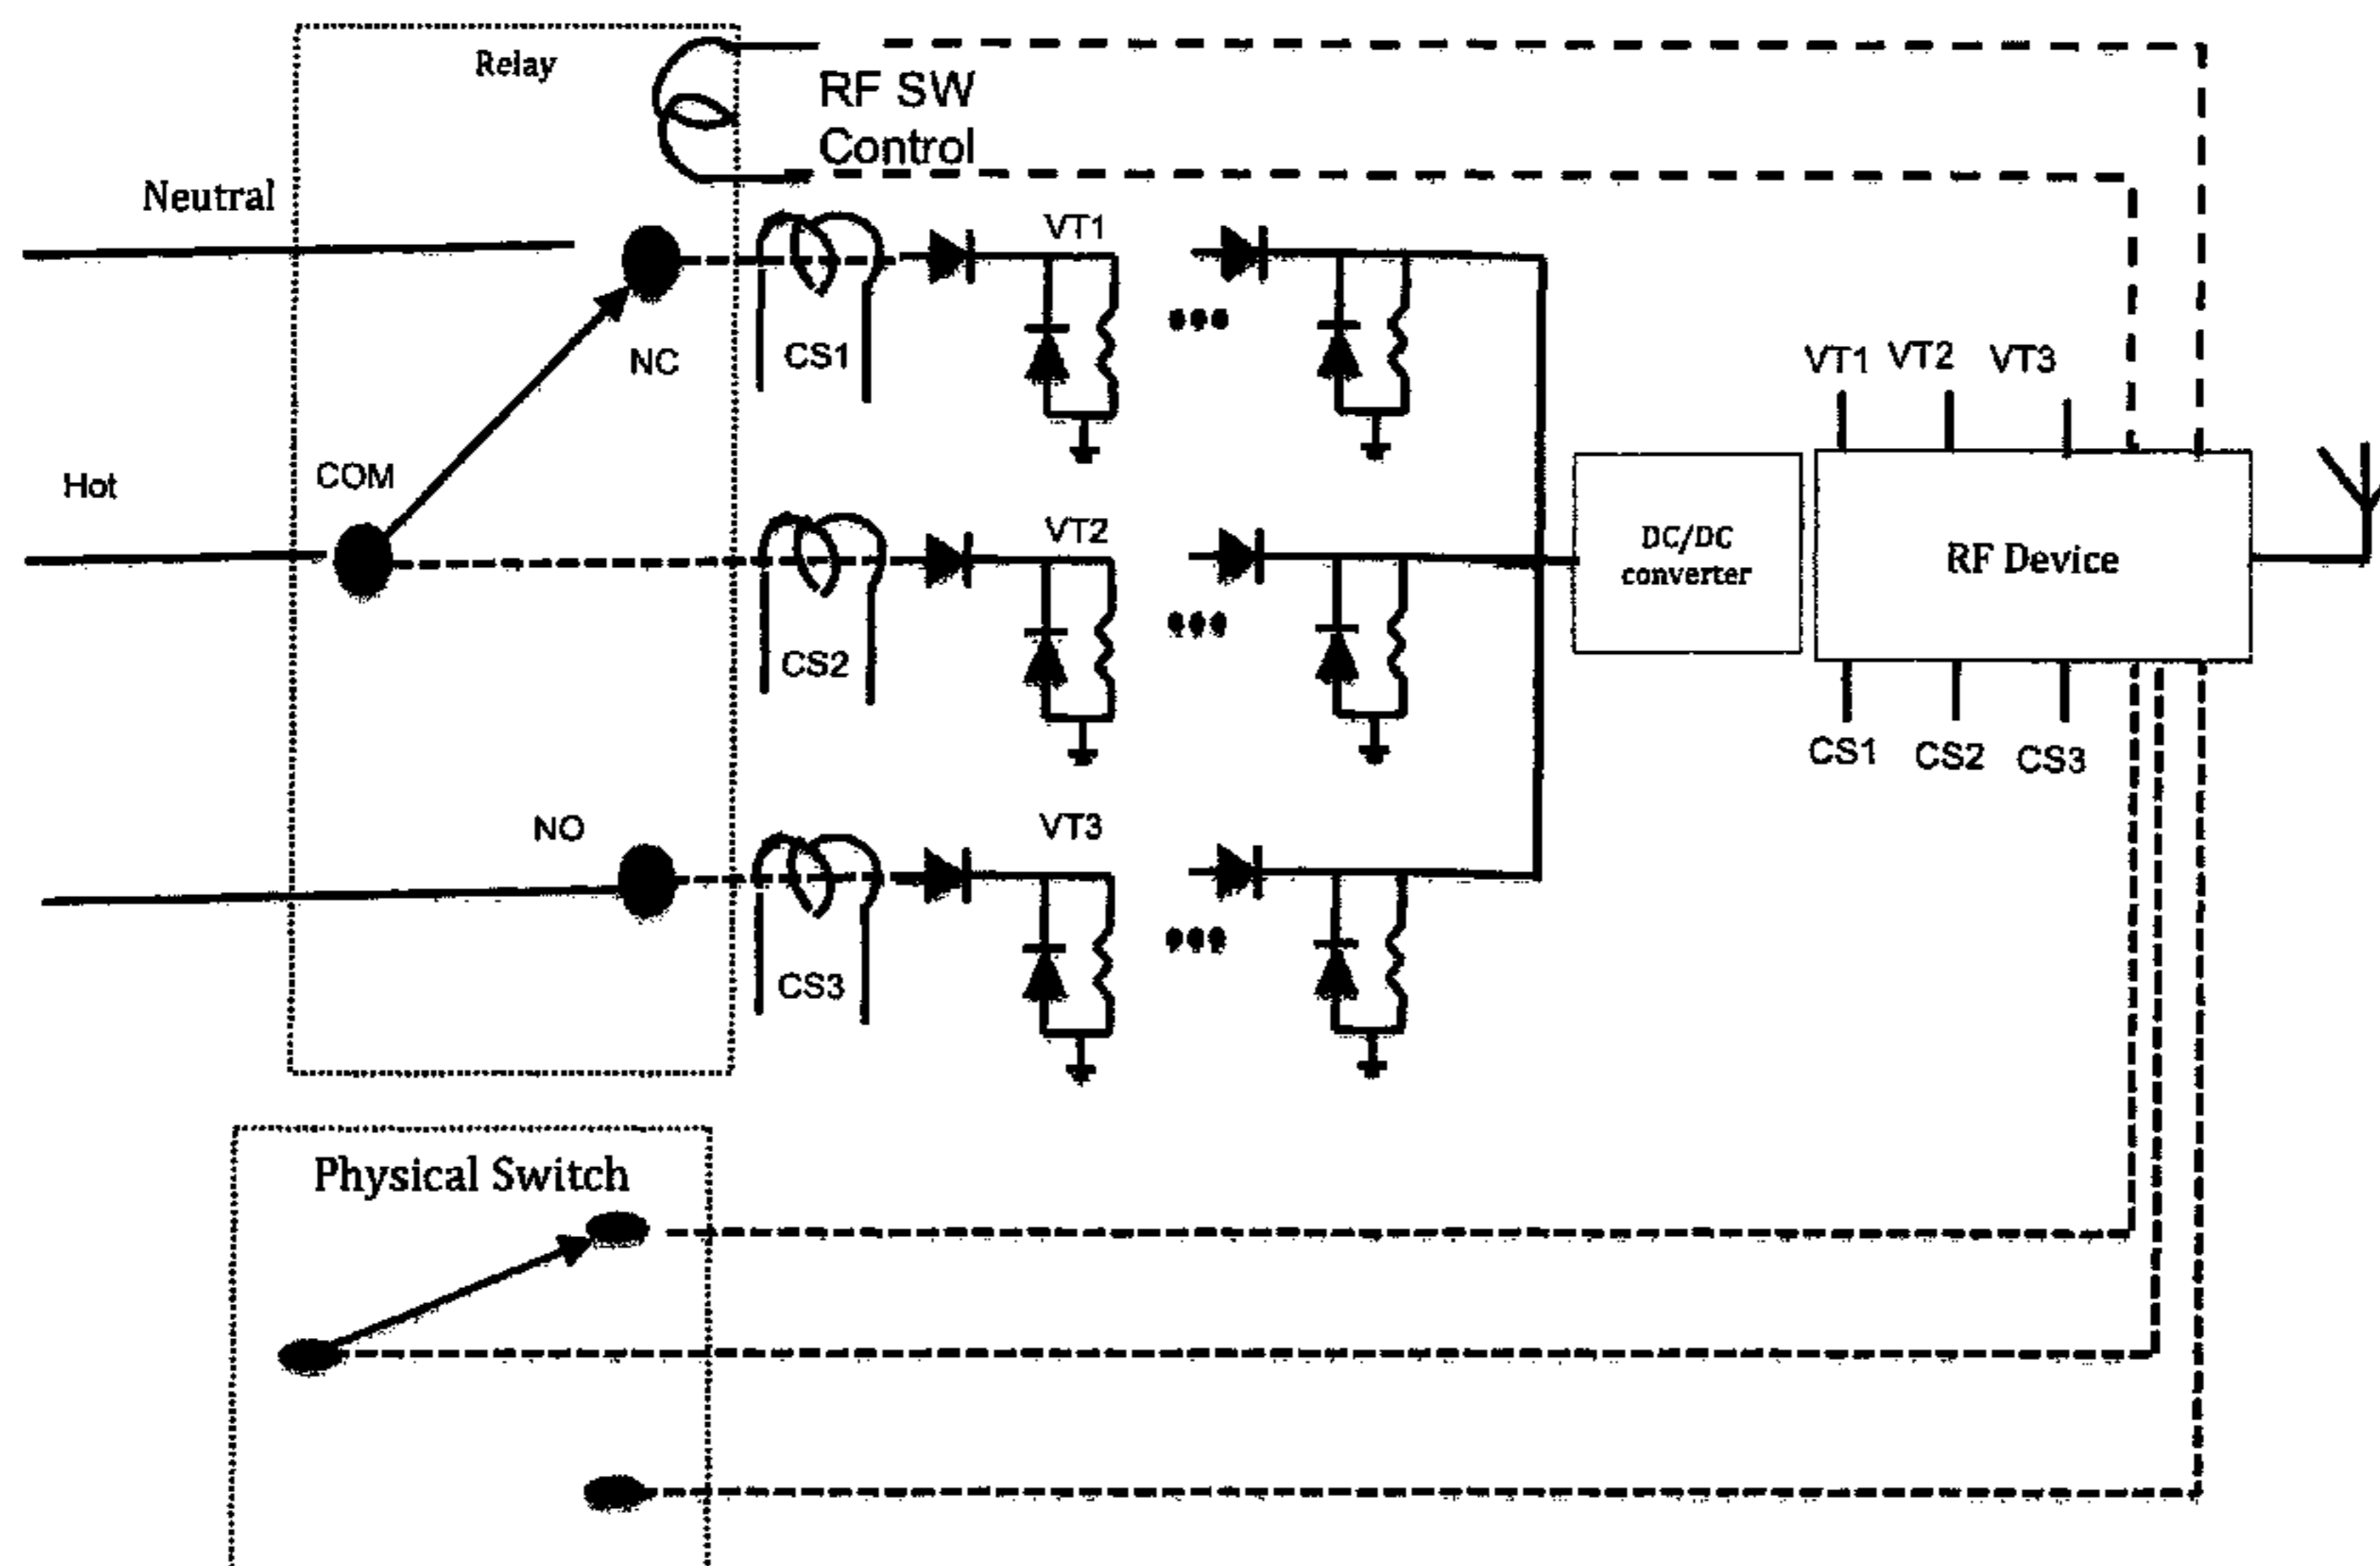 Relay
RF SW
Control
Neutral
VT1
NC
CS1
VT1 VT2 VT3
Hot
COM
VT2
DC/DC
converter
RF Device
CS2
CS1 CS2 CS3
NO
VT3
CS3
Physical Switch